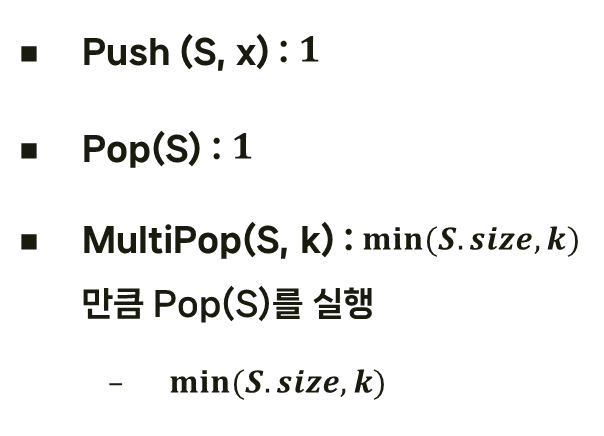 ▪ Push (S, x) : 1
▪ Pop(S) : 1
▪ MultiPop(S, k) : min(S.size, k)
만큼 Pop(S)를 실행
– min(S.size, k)